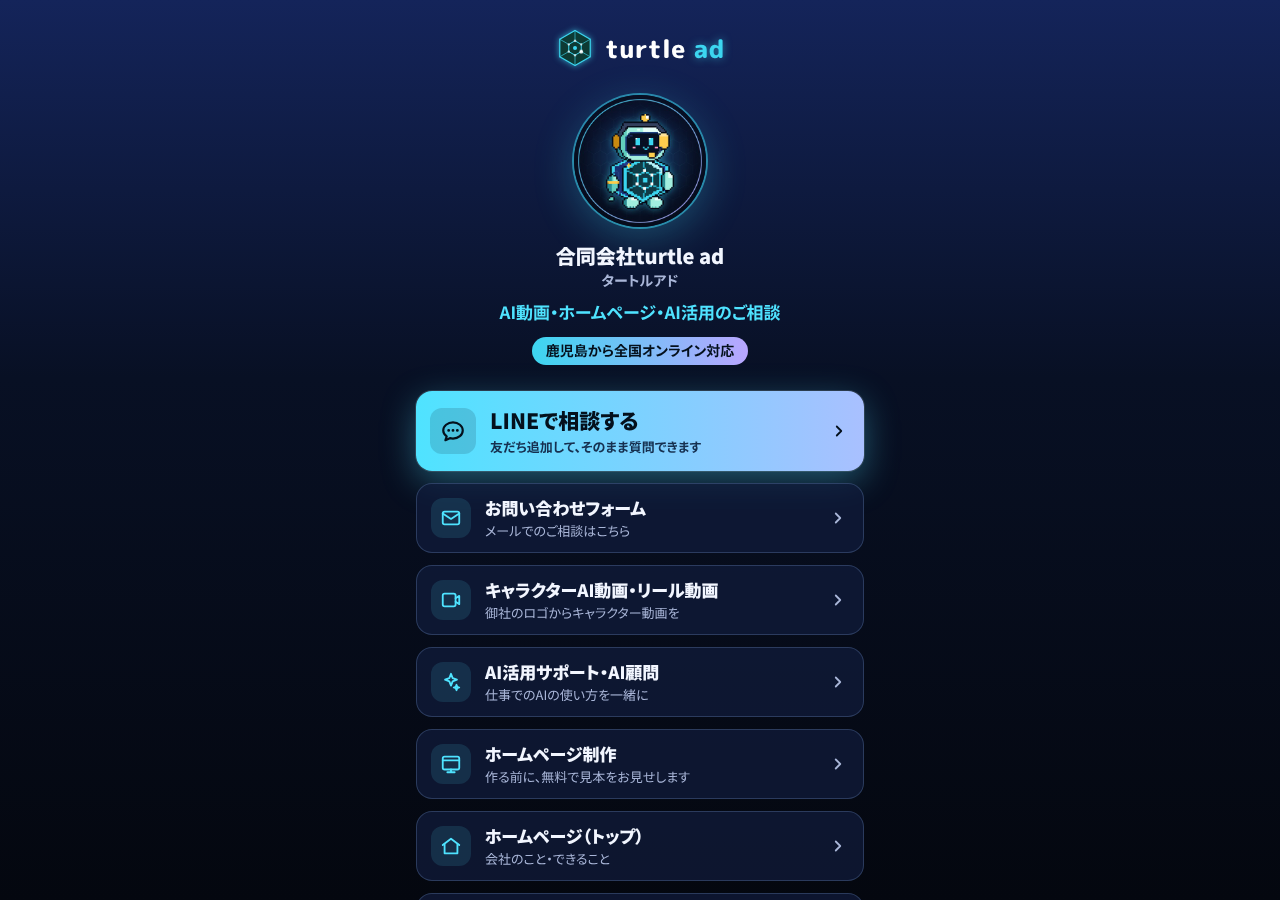 turtle ad
合同会社turtle ad
タートルアド
AI動画・ホームページ・AI活用のご相談
鹿児島から全国オンライン対応
LINEで相談する
友だち追加して、そのまま質問できます
お問い合わせフォーム
メールでのご相談はこちら
キャラクターAI動画・リール動画
御社のロゴからキャラクター動画を
AI活用サポート・AI顧問
仕事でのAIの使い方を一緒に
ホームページ制作
作る前に、無料で見本をお見せします
ホームページ（トップ）
会社のこと・できること